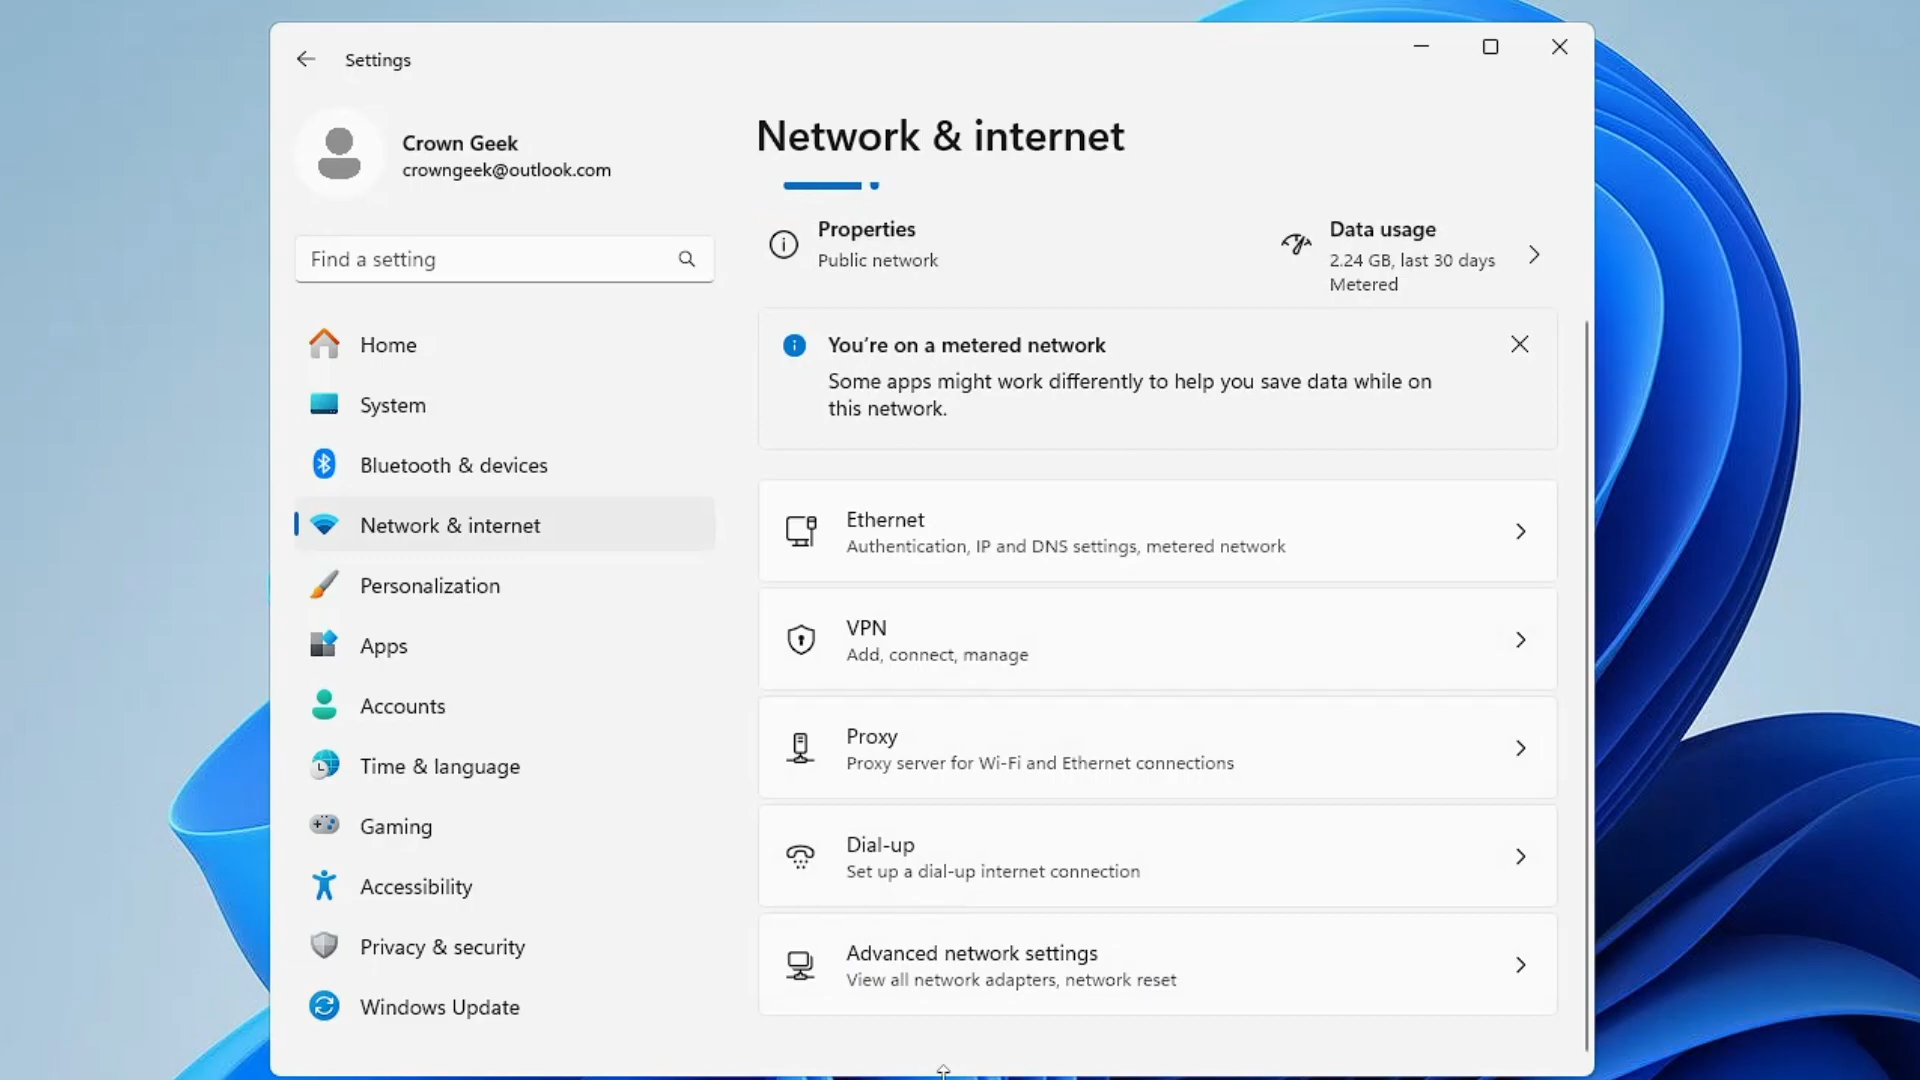 Settings
Crown Geek
crowngeek@outlook.com
Find a setting
Home
System
Bluetooth & devices
Network & internet
Personalization
Apps
Accounts
Time & language
Gaming
Accessibility
Privacy & security
Windows Update
Network & internet
Properties
Public network
Data usage
2.24 GB, last 30 days
Metered
You're on a metered network
Some apps might work differently to help you save data while on
this network.
Ethernet
Authentication, IP and DNS settings, metered network
VPN
Add, connect, manage
Proxy
Proxy server for Wi-Fi and Ethernet connections
Dial-up
Set up a dial-up internet connection
Advanced network settings
View all network adapters, network reset